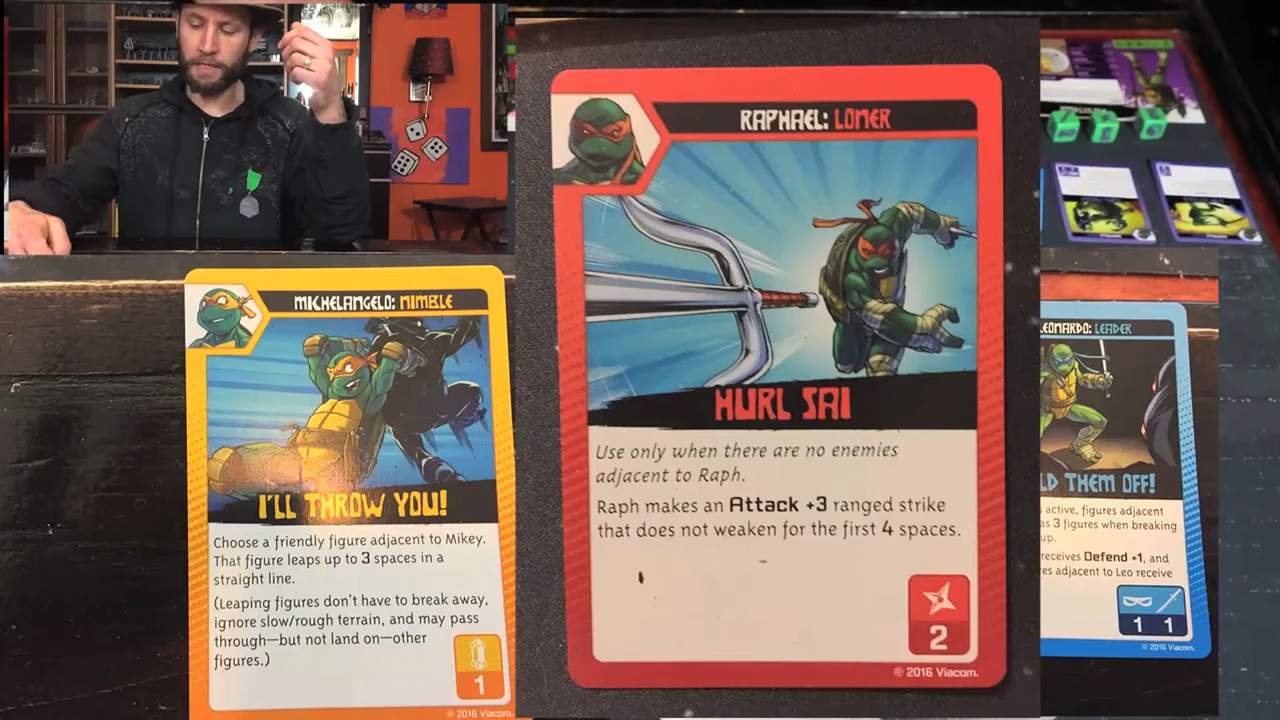 MICHELANGELO: NIMBLE
I'LL THROW YOU!
Choose a friendly figure adjacent to Mikey.
That figure leaps up to 3 spaces in a
straight line.
(Leaping figures don't have to break away,
ignore slow/rough terrain, and may pass
through—but not land on—other
figures.)
1
© 2016 Viacom.
RAPHAEL: LONER
HURL SAI
Use only when there are no enemies
adjacent to Raph.
Raph makes an Attack +3 ranged strike
that does not weaken for the first 4 spaces.
2
© 2016 Viacom.
LEONARDO: LEADER
LD THEM OFF!
active, figures adjacent
as 3 figures when breaking
up.
receives Defend +1, and
res adjacent to Leo receive
1 1
© 2016 Viacom.